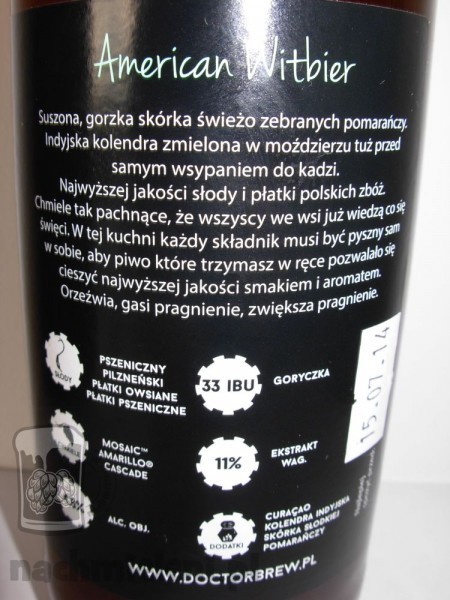 American Witbier
Suszona, gorzka skórka świeżo zebranych pomarańczy.
Indyjska kolendra zmielona w moździerzu tuż przed
samym wsypaniem do kadzi.
Najwyższej jakości słody i płatki polskich zbóż.
Chmiele tak pachnące, że wszyscy we wsi już wiedzą co się
święci. W tej kuchni każdy składnik musi być pyszny sam
w sobie, aby piwo które trzymasz w ręce pozwalało się
cieszyć najwyższej jakości smakiem i aromatem.
Orzeźwia, gasi pragnienie, zwiększa pragnienie.
SŁODY
PSZENICZNY
PILZNEŃSKI
PŁATKI OWSIANE
PŁATKI PSZENICZNE
33 IBU
GORYCZKA
MOSAIC™
AMARILLO®
CASCADE
11%
EKSTRAKT
WAG.
ALC. OBJ.
DODATKI
CURAÇAO
KOLENDRA INDYJSKA
SKÓRKA SŁODKIEJ
POMARAŃCZY
15.-07.-14
WWW.DOCTORBREW.PL